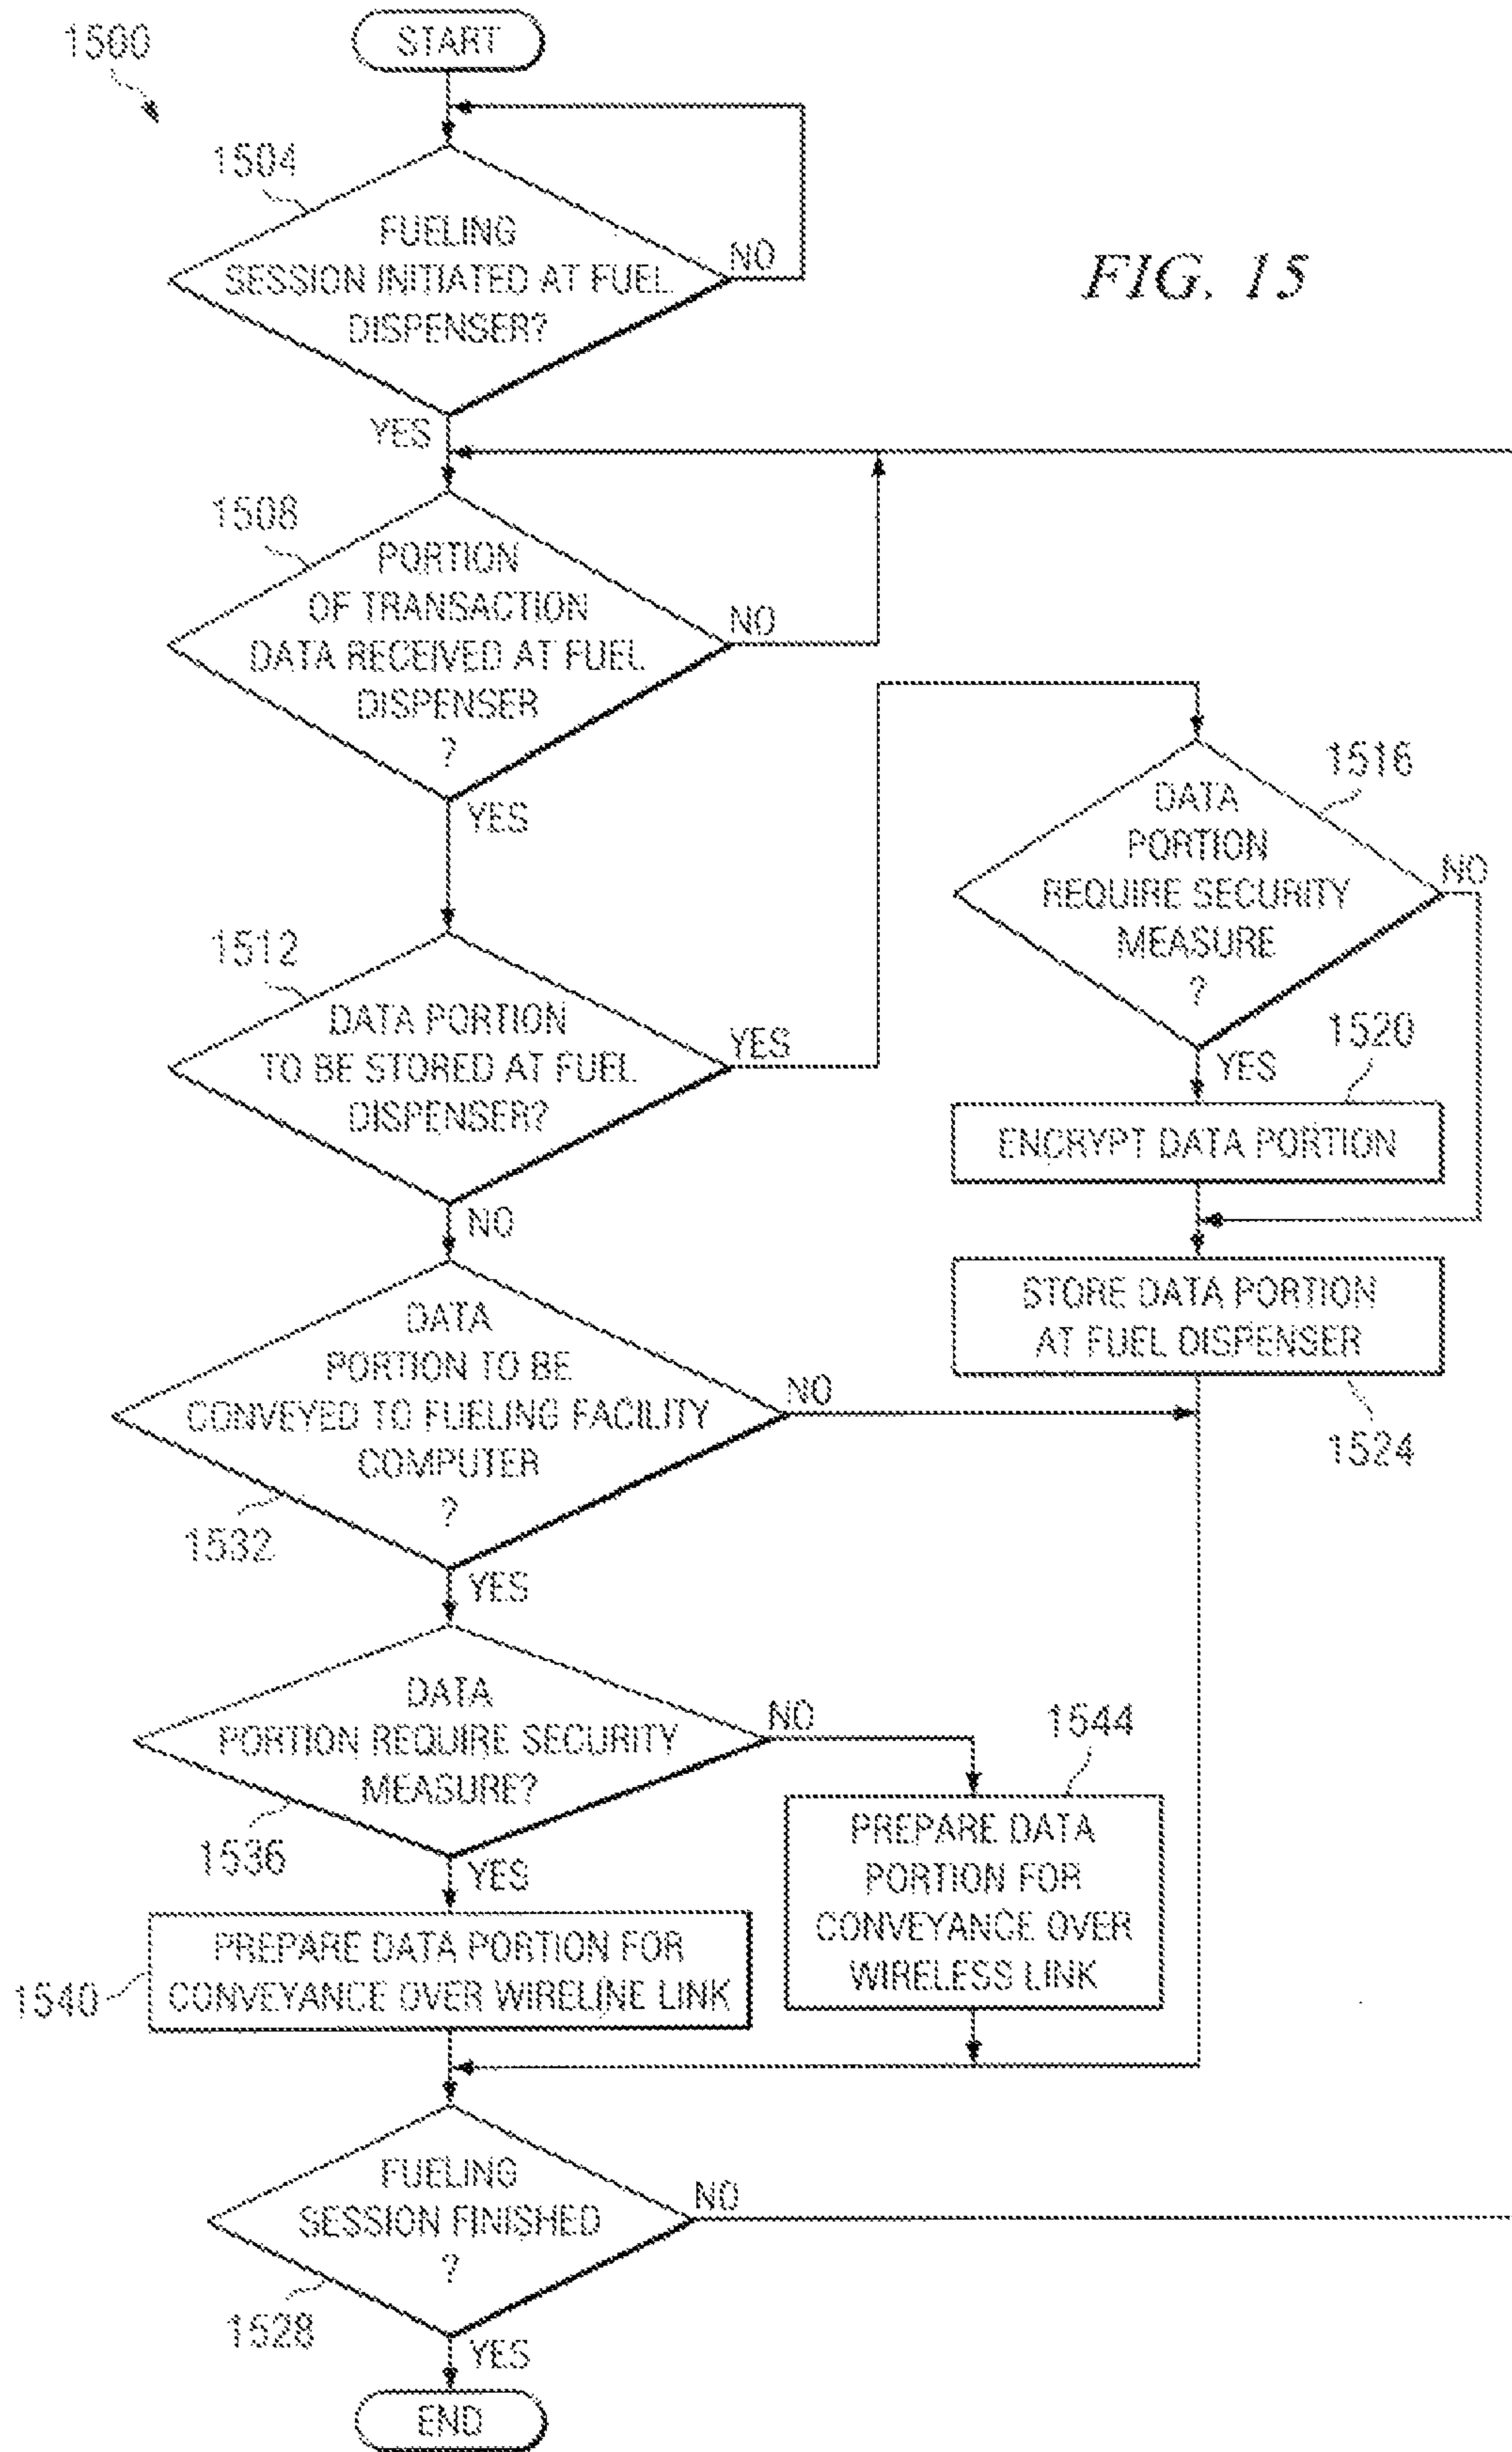 1500
START
1504
FUELING
SESSION INITIATED AT FUEL
DISPENSER?
NO
FIG. 15
YES
1508
PORTION
OF TRANSACTION
DATA RECEIVED AT FUEL
DISPENSER
?
NO
YES
1516
DATA
PORTION
REQUIRE SECURITY
MEASURE
?
NO
YES
1512
DATA PORTION
TO BE STORED AT FUEL
DISPENSER?
YES
NO
1520
ENCRYPT DATA PORTION
STORE DATA PORTION
AT FUEL DISPENSER
1524
DATA
PORTION TO BE
CONVEYED TO FUELING FACILITY
COMPUTER
?
NO
1532
YES
DATA
PORTION REQUIRE SECURITY
MEASURE?
NO
1536
YES
1544
PREPARE DATA
PORTION FOR
CONVEYANCE OVER
WIRELESS LINK
PREPARE DATA PORTION FOR
CONVEYANCE OVER WIRELINE LINK
1540
FUELING
SESSION FINISHED
?
NO
1528
YES
END